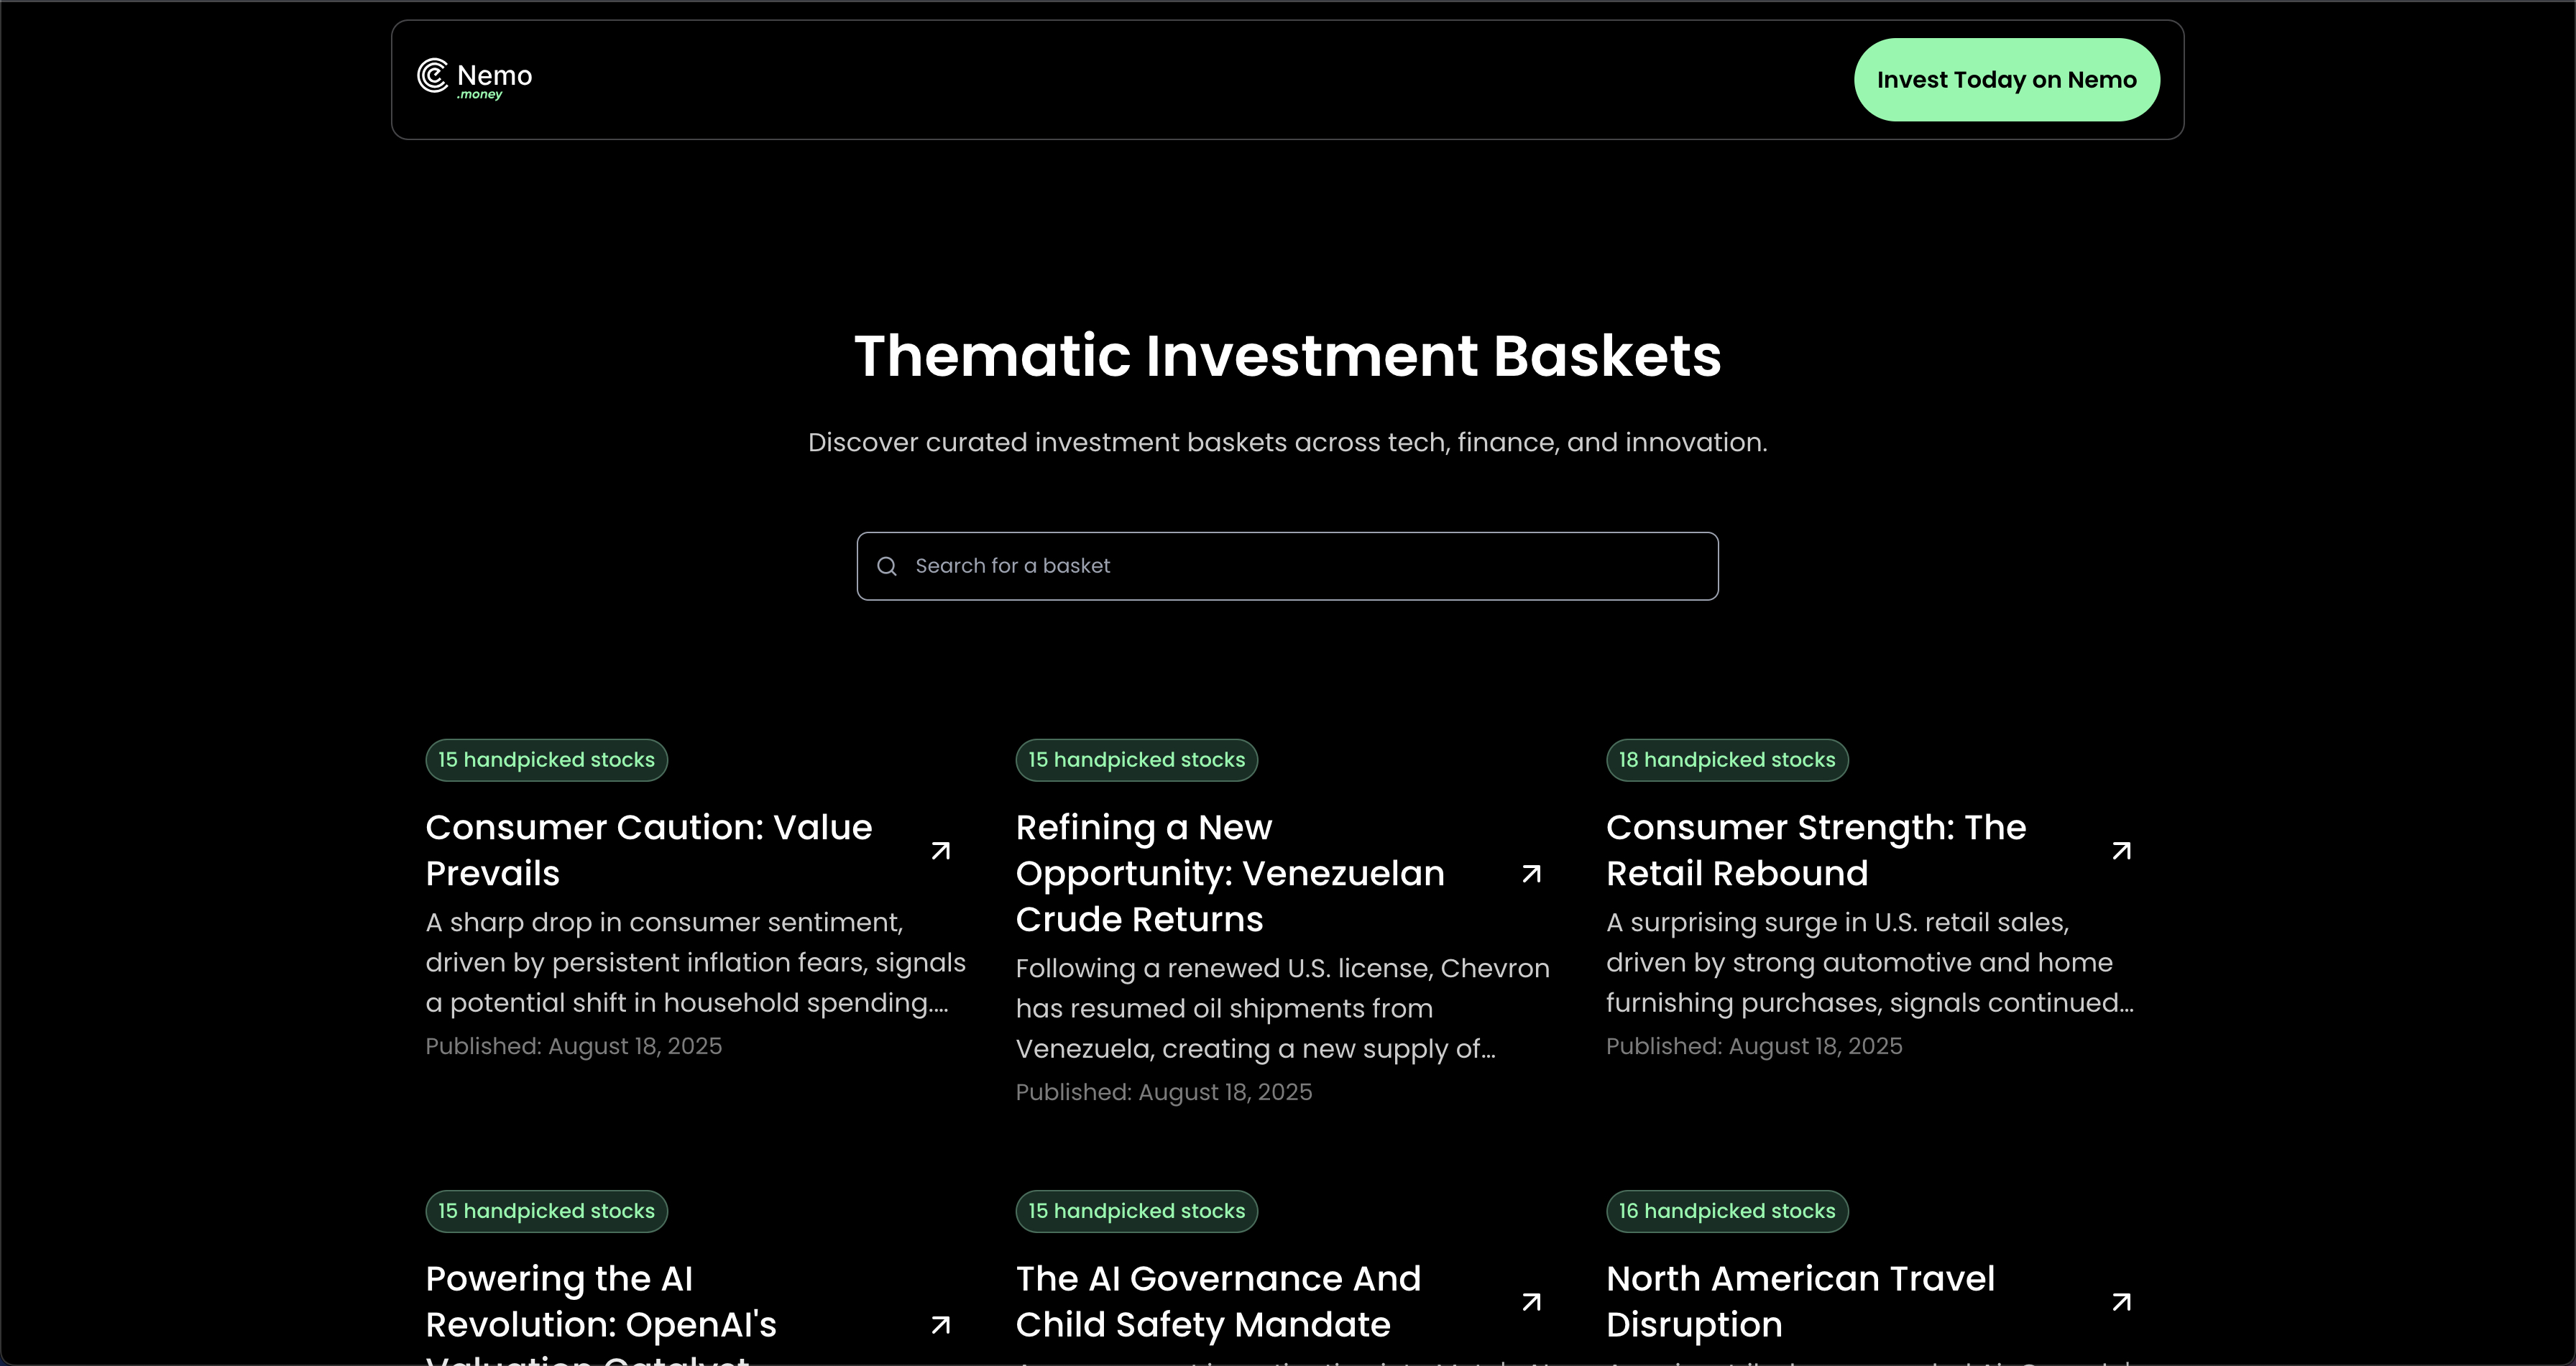 Nemo
.money
Invest Today on Nemo
Thematic Investment Baskets
Discover curated investment baskets across tech, finance, and innovation.
Search for a basket
15 handpicked stocks
Consumer Caution: Value
Prevails
A sharp drop in consumer sentiment,
driven by persistent inflation fears, signals
a potential shift in household spending....
Published: August 18, 2025
15 handpicked stocks
Refining a New
Opportunity: Venezuelan
Crude Returns
Following a renewed U.S. license, Chevron
has resumed oil shipments from
Venezuela, creating a new supply of...
Published: August 18, 2025
18 handpicked stocks
Consumer Strength: The
Retail Rebound
A surprising surge in U.S. retail sales,
driven by strong automotive and home
furnishing purchases, signals continued...
Published: August 18, 2025
15 handpicked stocks
Powering the AI
Revolution: OpenAI's
Valuation Catalyst
15 handpicked stocks
The AI Governance And
Child Safety Mandate
16 handpicked stocks
North American Travel
Disruption